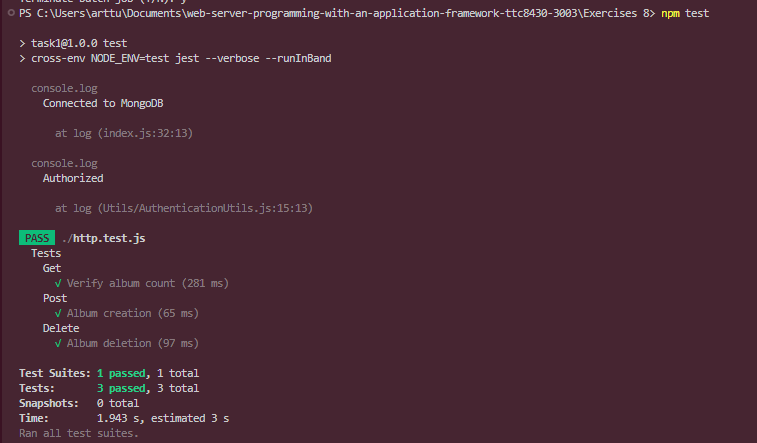 PS C:\Users\arttu\Documents\web-server-programming-with-an-application-framework-ttc8430-3003\Exercises 8> npm test
> task1@1.0.0 test
> cross-env NODE_ENV=test jest --verbose --runInBand
console.log
Connected to MongoDB
at log (index.js:32:13)
console.log
Authorized
at log (Utils/AuthenticationUtils.js:15:13)
PASS ./http.test.js
Tests
Get
√ Verify album count (281 ms)
Post
√ Album creation (65 ms)
Delete
√ Album deletion (97 ms)
Test Suites: 1 passed, 1 total
Tests: 3 passed, 3 total
Snapshots: 0 total
Time: 1.943 s, estimated 3 s
Ran all test suites.